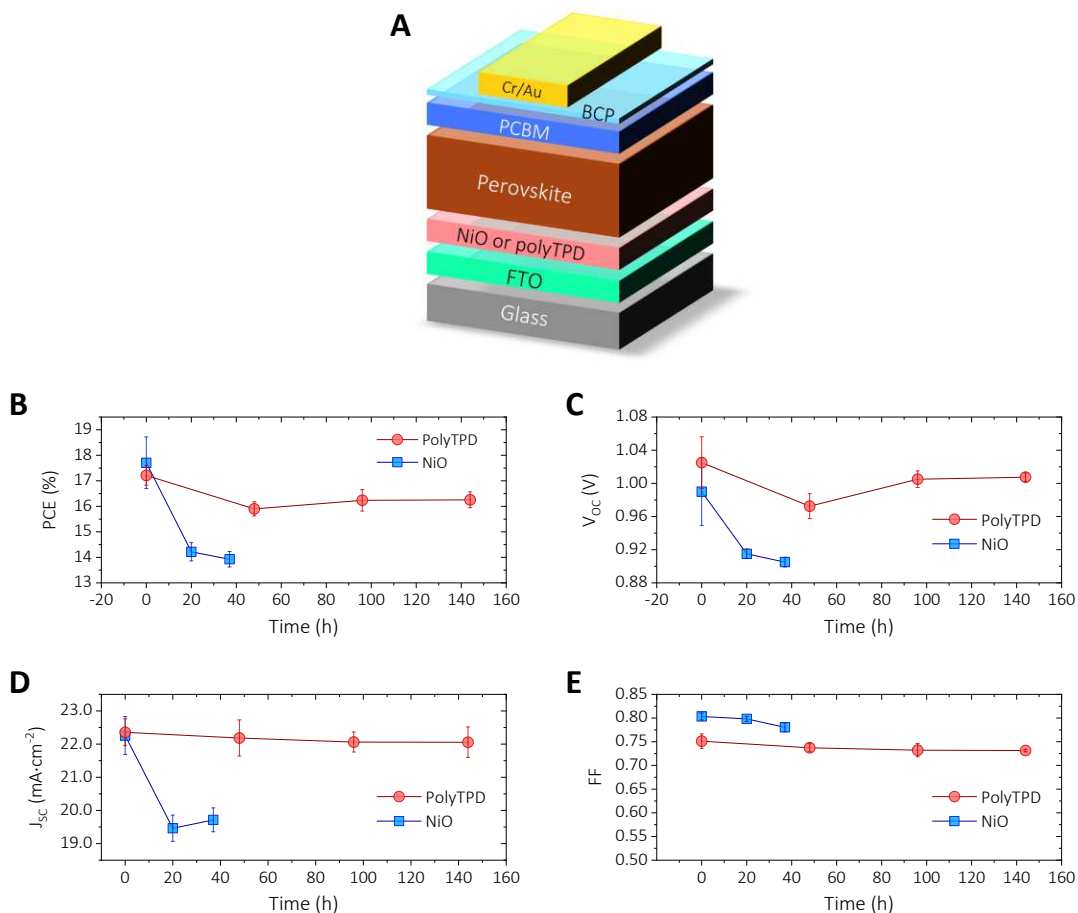 A
Cr/Au
BCP
PCBM
Perovskite
NiO or polyTPD
FTO
Glass
B
PCE (%)
19
18
17
16
15
14
13
PolyTPD
NiO
-20 0 20 40 60 80 100 120 140 160
Time (h)
C
V_OC (V)
1.08
1.04
1.00
0.96
0.92
0.88
PolyTPD
NiO
-20 0 20 40 60 80 100 120 140 160
Time (h)
D
J_SC (mA·cm⁻²)
23.0
22.0
21.0
20.0
19.0
PolyTPD
NiO
0 20 40 60 80 100 120 140 160
Time (h)
E
FF
0.85
0.80
0.75
0.70
0.65
0.60
0.55
0.50
PolyTPD
NiO
-20 0 20 40 60 80 100 120 140 160
Time (h)